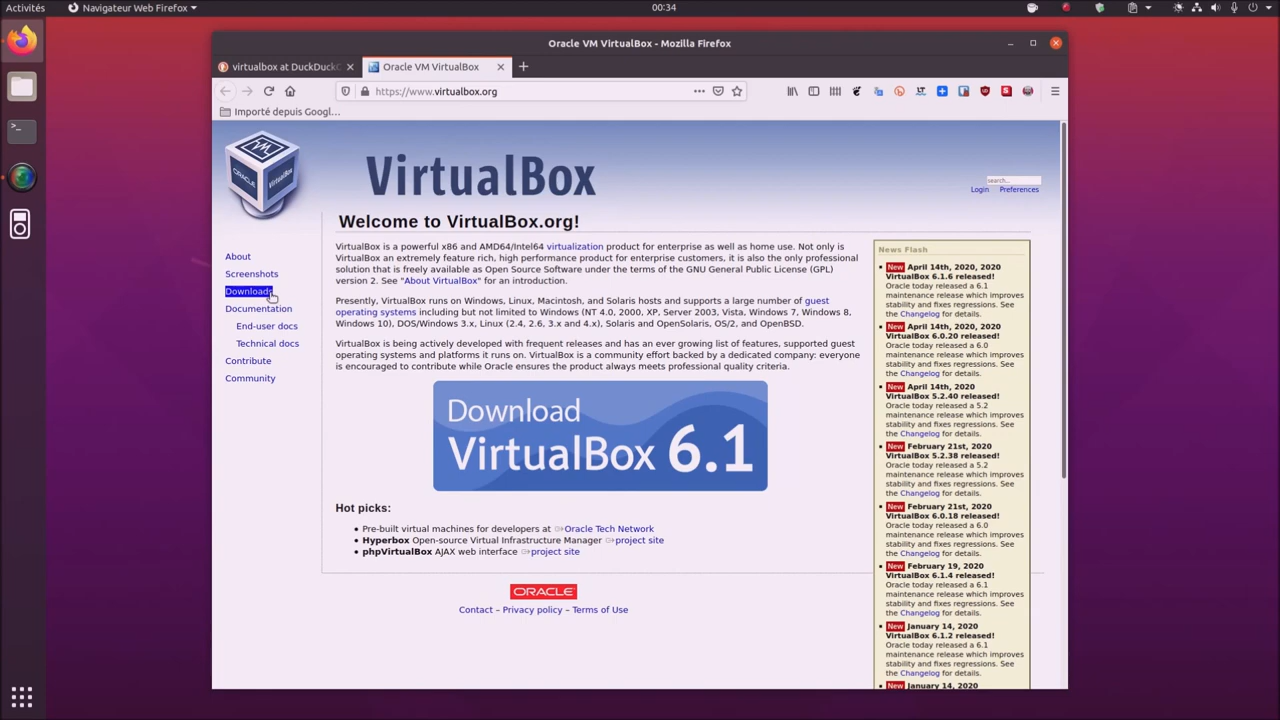 Activités
Navigateur Web Firefox
00:34
Oracle VM VirtualBox - Mozilla Firefox
virtualbox at DuckDuckG
Oracle VM VirtualBox
https://www.virtualbox.org
Importé depuis Googl…
VirtualBox
search...
Login Preferences
Welcome to VirtualBox.org!
About
Screenshots
Downloads
Documentation
End-user docs
Technical docs
Contribute
Community
VirtualBox is a powerful x86 and AMD64/Intel64 virtualization product for enterprise as well as home use. Not only is
VirtualBox an extremely feature rich, high performance product for enterprise customers, it is also the only professional
solution that is freely available as Open Source Software under the terms of the GNU General Public License (GPL)
version 2. See "About VirtualBox" for an introduction.
Presently, VirtualBox runs on Windows, Linux, Macintosh, and Solaris hosts and supports a large number of guest
operating systems including but not limited to Windows (NT 4.0, 2000, XP, Server 2003, Vista, Windows 7, Windows 8,
Windows 10), DOS/Windows 3.x, Linux (2.4, 2.6, 3.x and 4.x), Solaris and OpenSolaris, OS/2, and OpenBSD.
VirtualBox is being actively developed with frequent releases and has an ever growing list of features, supported guest
operating systems and platforms it runs on. VirtualBox is a community effort backed by a dedicated company: everyone
is encouraged to contribute while Oracle ensures the product always meets professional quality criteria.
Download
VirtualBox 6.1
Hot picks:
Pre-built virtual machines for developers at Oracle Tech Network
Hyperbox Open-source Virtual Infrastructure Manager project site
phpVirtualBox AJAX web interface project site
ORACLE
Contact – Privacy policy – Terms of Use
News Flash
New April 14th, 2020, 2020
VirtualBox 6.1.6 released!
Oracle today released a 6.1
maintenance release which improves
stability and fixes regressions. See
the Changelog for details.
New April 14th, 2020, 2020
VirtualBox 6.0.20 released!
Oracle today released a 6.0
maintenance release which improves
stability and fixes regressions. See
the Changelog for details.
New April 14th, 2020
VirtualBox 5.2.40 released!
Oracle today released a 5.2
maintenance release which improves
stability and fixes regressions. See
the Changelog for details.
New February 21st, 2020
VirtualBox 5.2.38 released!
Oracle today released a 5.2
maintenance release which improves
stability and fixes regressions. See
the Changelog for details.
New February 21st, 2020
VirtualBox 6.0.18 released!
Oracle today released a 6.0
maintenance release which improves
stability and fixes regressions. See
the Changelog for details.
New February 19, 2020
VirtualBox 6.1.4 released!
Oracle today released a 6.1
maintenance release which improves
stability and fixes regressions. See
the Changelog for details.
New January 14, 2020
VirtualBox 6.1.2 released!
Oracle today released a 6.1
maintenance release which improves
stability and fixes regressions. See
the Changelog for details.
New January 14, 2020